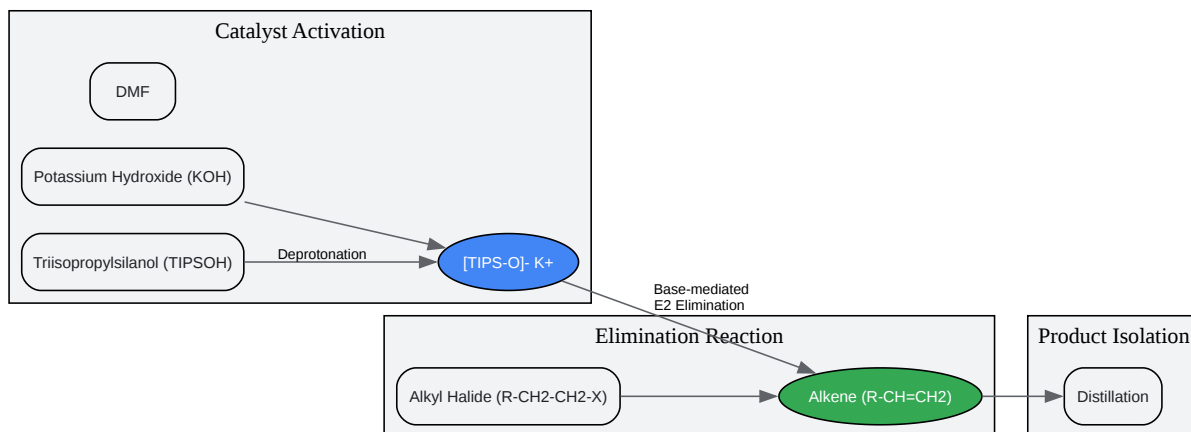 Catalyst Activation
DMF
Potassium Hydroxide (KOH)
Triisopropylsilanol (TIPSOH)
Deprotonation
[TIPS-O]- K+
Base-mediated
E2 Elimination
Elimination Reaction
Alkyl Halide (R-CH2-CH2-X)
Alkene (R-CH=CH2)
Product Isolation
Distillation